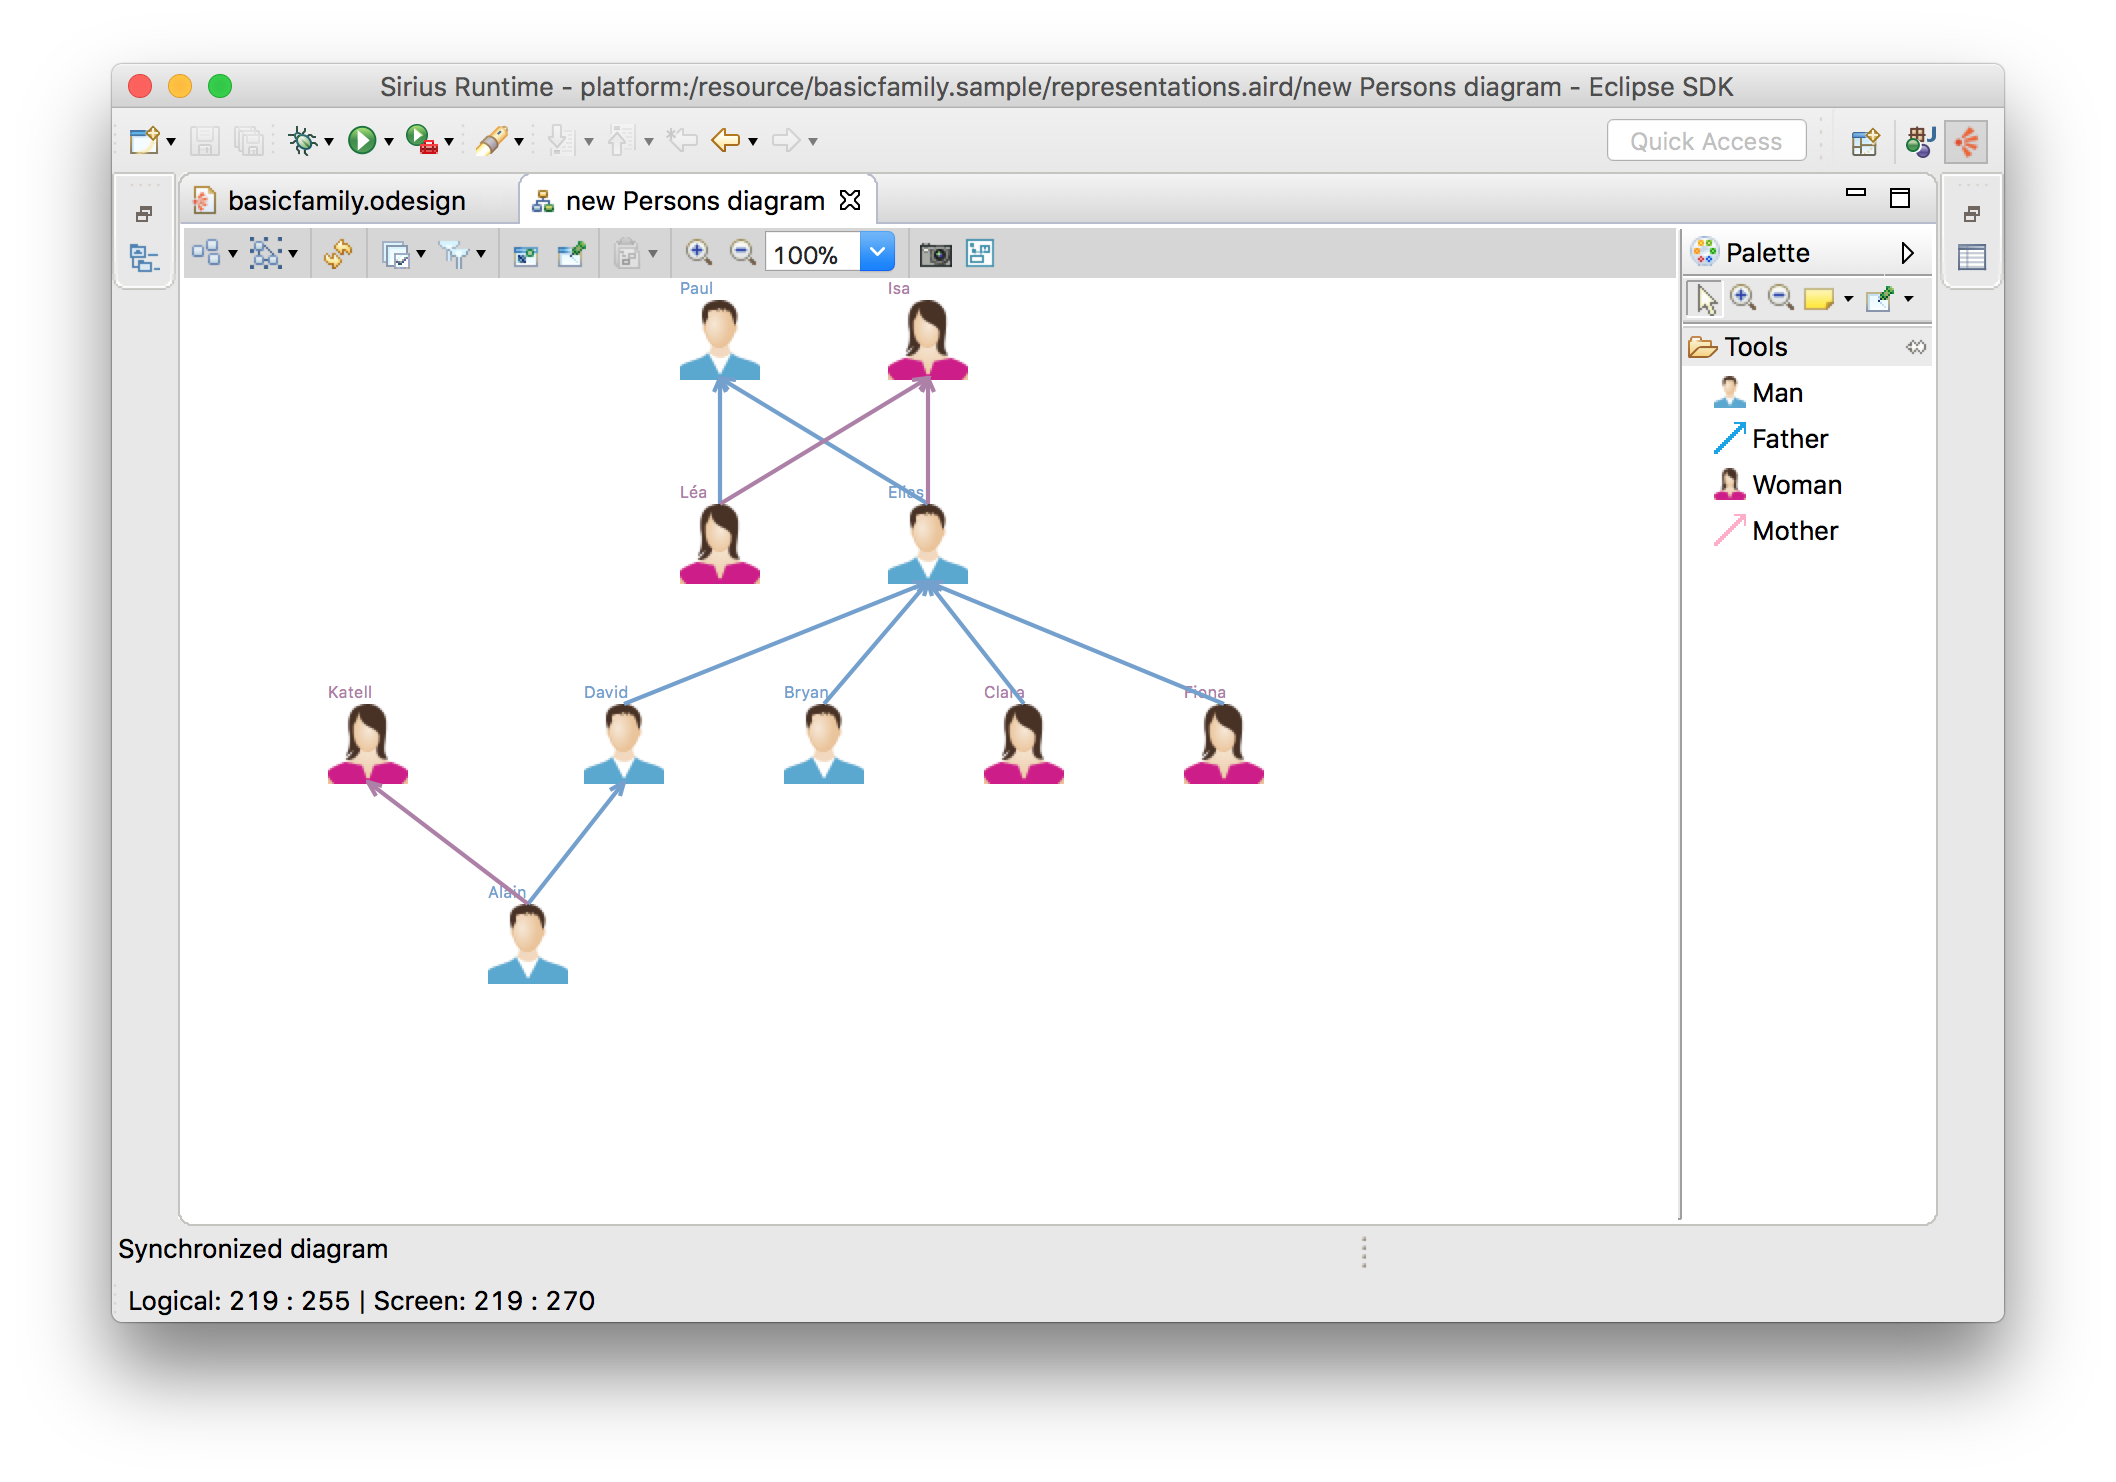 Sirius Runtime - platform:/resource/basicfamily.sample/representations.aird/new Persons diagram - Eclipse SDK
Quick Access
basicfamily.odesign
new Persons diagram
100%
Palette
Tools
Man
Father
Woman
Mother
Paul Isa
Léa Elias
Katell David Bryan Clara Fiona
Alain
Synchronized diagram
Logical: 219 : 255 | Screen: 219 : 270